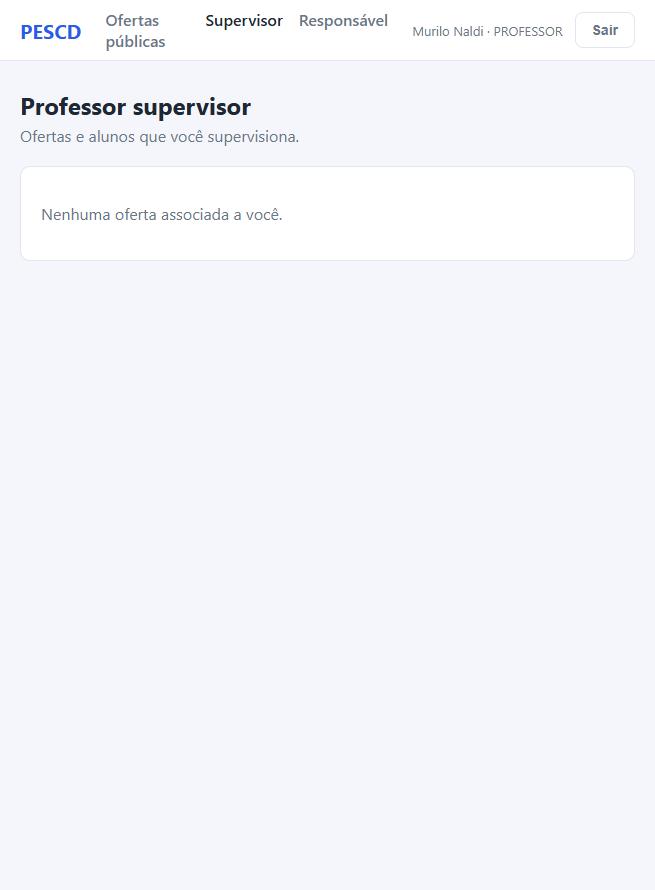 PESCD
Ofertas
públicas
Supervisor
Responsável
Murilo Naldi · PROFESSOR
Sair
Professor supervisor
Ofertas e alunos que você supervisiona.
Nenhuma oferta associada a você.